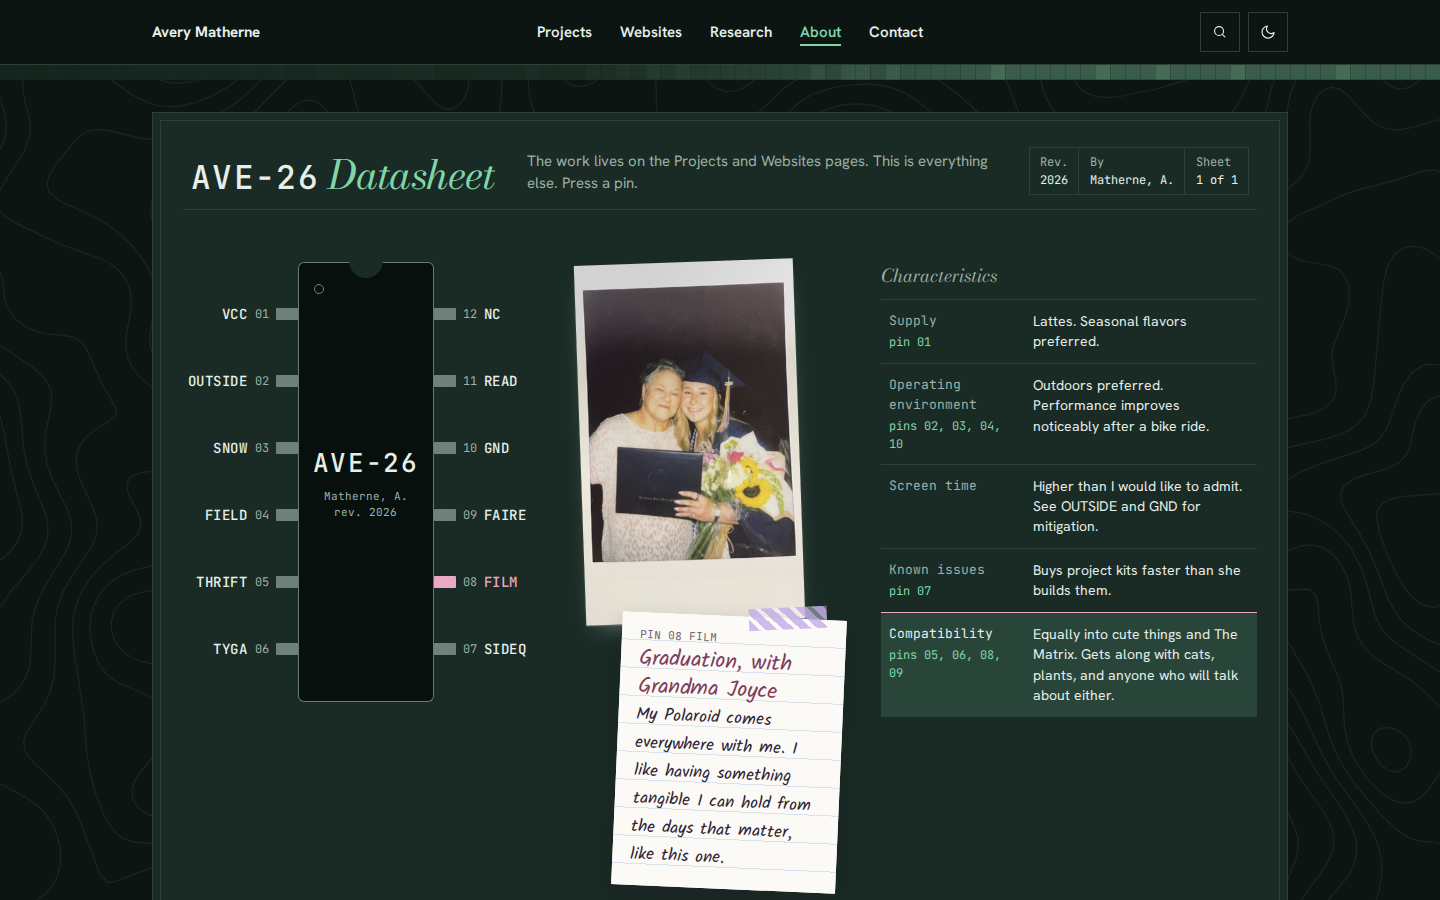 Avery Matherne
Projects
Websites
Research
About
Contact
AVE-26 Datasheet
The work lives on the Projects and Websites pages. This is everything
else. Press a pin.
Rev.
2026
By
Matherne, A.
Sheet
1 of 1
VCC 01
OUTSIDE 02
SNOW 03
FIELD 04
THRIFT 05
TYGA 06
AVE-26
Matherne, A.
rev. 2026
12 NC
11 READ
10 GND
09 FAIRE
08 FILM
07 SIDEQ
PIN 08 FILM
Graduation, with
Grandma Joyce
My Polaroid comes
everywhere with me. I
like having something
tangible I can hold from
the days that matter,
like this one.
Characteristics
Supply
pin 01
Lattes. Seasonal flavors
preferred.
Operating
environment
pins 02, 03, 04,
10
Outdoors preferred.
Performance improves
noticeably after a bike ride.
Screen time
Higher than I would like to admit.
See OUTSIDE and GND for
mitigation.
Known issues
pin 07
Buys project kits faster than she
builds them.
Compatibility
pins 05, 06, 08,
09
Equally into cute things and The
Matrix. Gets along with cats,
plants, and anyone who will talk
about either.